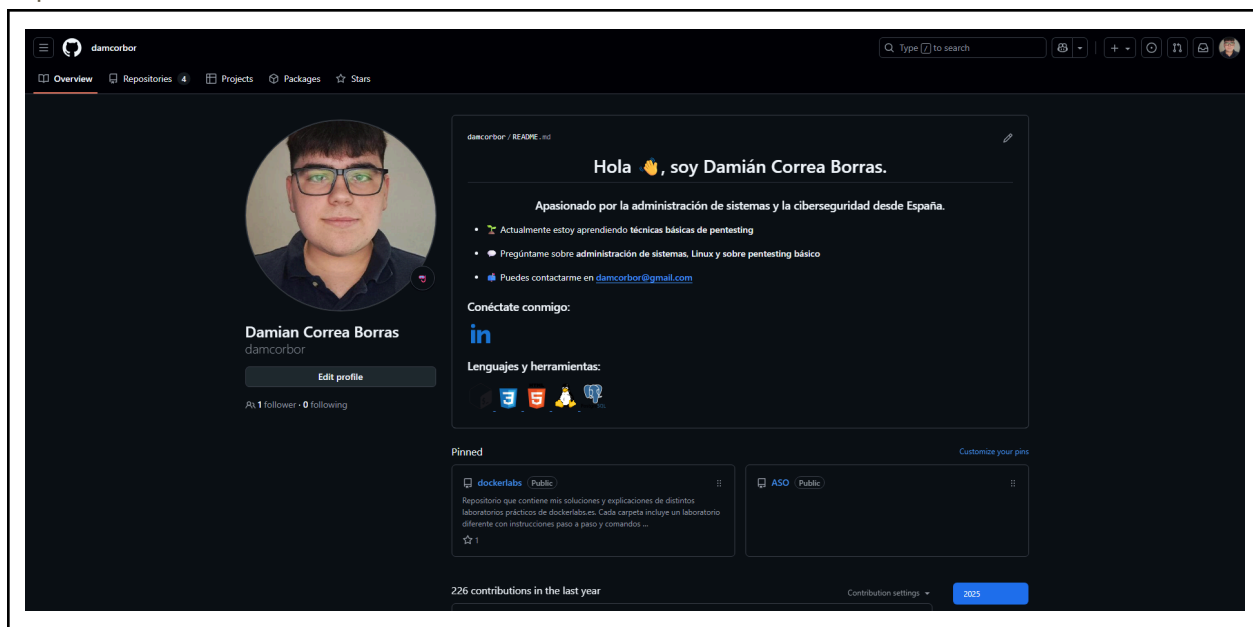 damcorbor
Type / to search
Overview
Repositories 4
Projects
Packages
Stars
damcorbor / README.md
Hola 👋, soy Damián Correa Borras.
Apasionado por la administración de sistemas y la ciberseguridad desde España.
🌱 Actualmente estoy aprendiendo técnicas básicas de pentesting
💬 Pregúntame sobre administración de sistemas, Linux y sobre pentesting básico
📫 Puedes contactarme en damcorbor@gmail.com
Conéctate conmigo:
in
Lenguajes y herramientas:
Damian Correa Borras
damcorbor
Edit profile
1 follower · 0 following
Pinned
Customize your pins
dockerlabs Public
Repositorio que contiene mis soluciones y explicaciones de distintos
laboratorios prácticos de dockerlabs.es. Cada carpeta incluye un laboratorio
diferente con instrucciones paso a paso y comandos ...
1
ASO Public
226 contributions in the last year
Contribution settings
2025